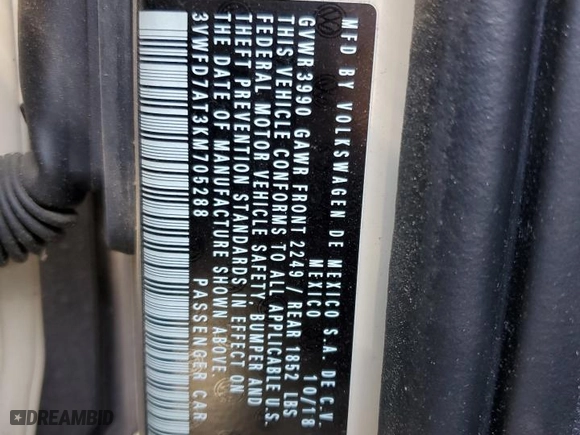 MFD BY VOLKSWAGEN DE MEXICO S.A. DE C.V.
MEXICO 10/18
GVWR 3990 GAWR FRONT 2249 / REAR 1852 LBS
THIS VEHICLE CONFORMS TO ALL APPLICABLE U.S.
FEDERAL MOTOR VEHICLE SAFETY, BUMPER AND
THEFT PREVENTION STANDARDS IN EFFECT ON
THE DATE OF MANUFACTURE SHOWN ABOVE.
3VWFD7AT3KM705288 PASSENGER CAR
DREAMBID